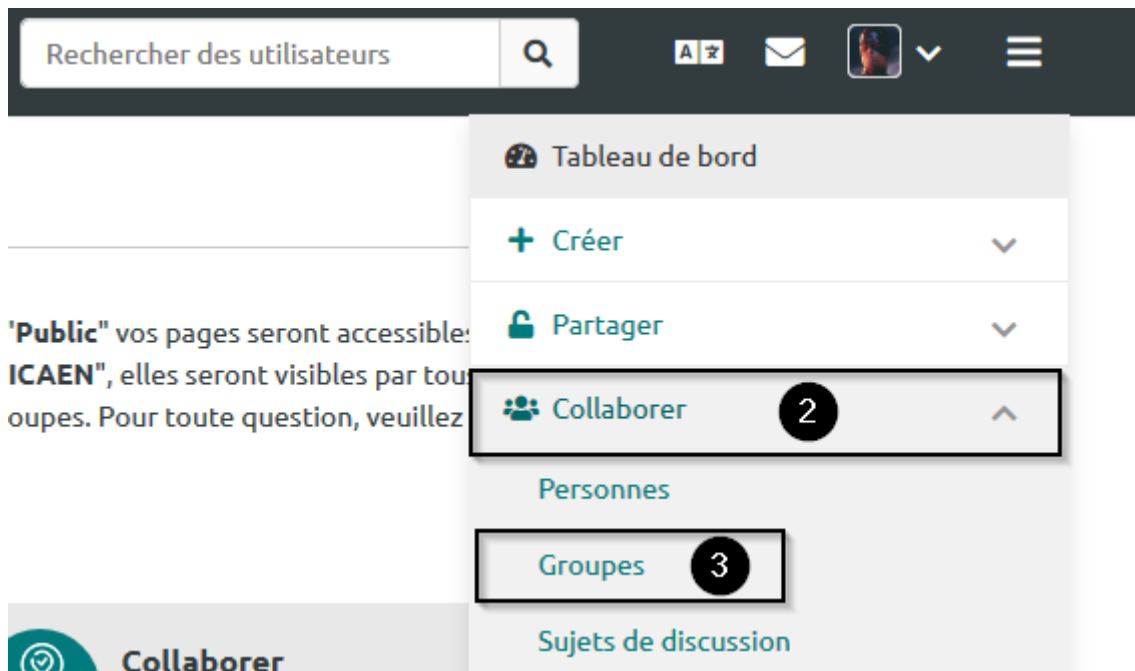 Rechercher des utilisateurs
A 文
Tableau de bord
Créer
Partager
Collaborer 2
Personnes
Groupes 3
Sujets de discussion
"Public" vos pages seront accessibles
ICAEN", elles seront visibles par tous
oupes. Pour toute question, veuillez
Collaborer